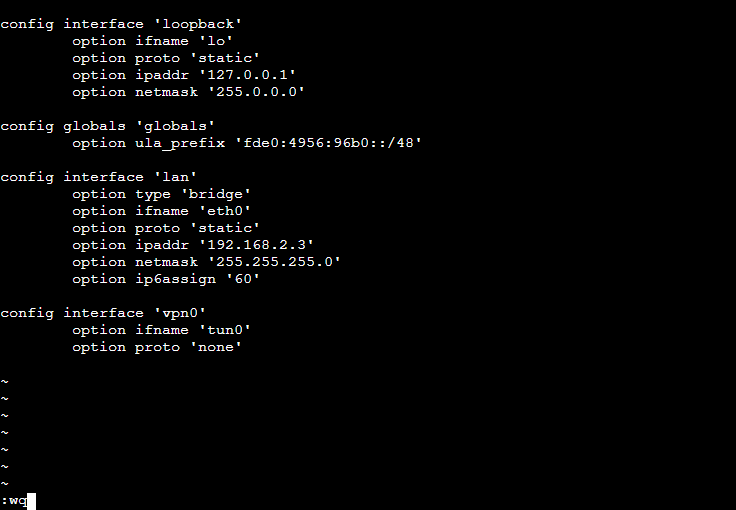 config interface 'loopback'
        option ifname 'lo'
        option proto 'static'
        option ipaddr '127.0.0.1'
        option netmask '255.0.0.0'

config globals 'globals'
        option ula_prefix 'fde0:4956:96b0::/48'

config interface 'lan'
        option type 'bridge'
        option ifname 'eth0'
        option proto 'static'
        option ipaddr '192.168.2.3'
        option netmask '255.255.255.0'
        option ip6assign '60'

config interface 'vpn0'
        option ifname 'tun0'
        option proto 'none'

~
~
~
~
~
~
~
:wq